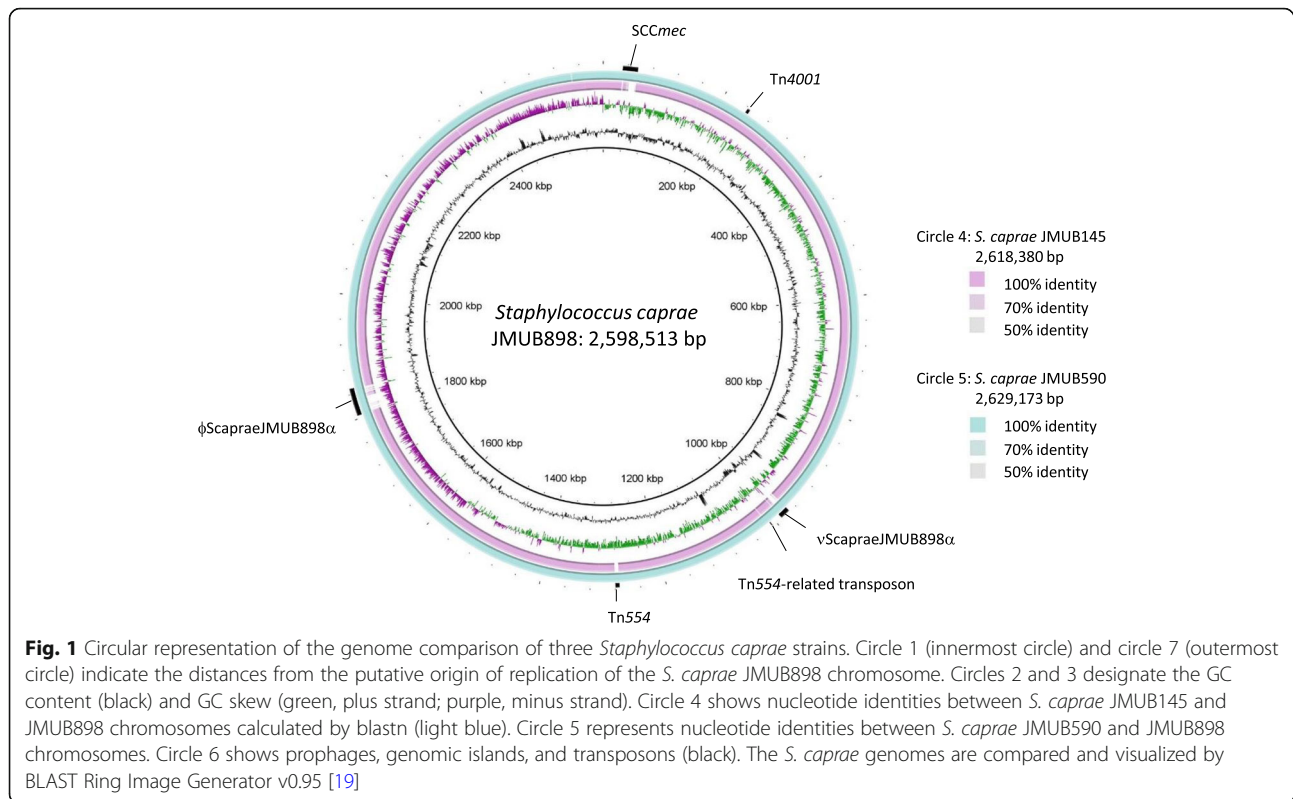 SCCmec
Tn4001
2400 kbp
200 kbp
2200 kbp
400 kbp
2000 kbp
600 kbp
Staphylococcus caprae
JMUB898: 2,598,513 bp
1800 kbp
800 kbp
1600 kbp
1000 kbp
1400 kbp
1200 kbp
ϕScapraeJMUB898α
νScapraeJMUB898α
Tn554-related transposon
Tn554
Circle 4: S. caprae JMUB145
2,618,380 bp
100% identity
70% identity
50% identity
Circle 5: S. caprae JMUB590
2,629,173 bp
100% identity
70% identity
50% identity
Fig. 1 Circular representation of the genome comparison of three Staphylococcus caprae strains. Circle 1 (innermost circle) and circle 7 (outermost
circle) indicate the distances from the putative origin of replication of the S. caprae JMUB898 chromosome. Circles 2 and 3 designate the GC
content (black) and GC skew (green, plus strand; purple, minus strand). Circle 4 shows nucleotide identities between S. caprae JMUB145 and
JMUB898 chromosomes calculated by blastn (light blue). Circle 5 represents nucleotide identities between S. caprae JMUB590 and JMUB898
chromosomes. Circle 6 shows prophages, genomic islands, and transposons (black). The S. caprae genomes are compared and visualized by
BLAST Ring Image Generator v0.95 [19]